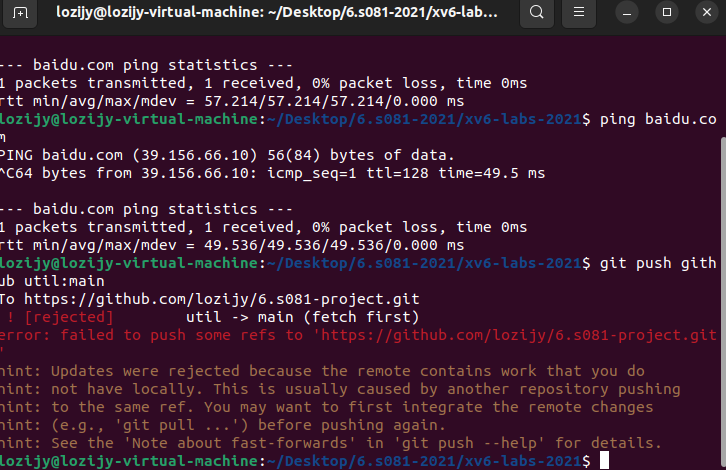 lozijy@lozijy-virtual-machine: ~/Desktop/6.s081-2021/xv6-lab...
--- baidu.com ping statistics ---
1 packets transmitted, 1 received, 0% packet loss, time 0ms
rtt min/avg/max/mdev = 57.214/57.214/57.214/0.000 ms
lozijy@lozijy-virtual-machine:~/Desktop/6.s081-2021/xv6-labs-2021$ ping baidu.co
m
PING baidu.com (39.156.66.10) 56(84) bytes of data.
^C64 bytes from 39.156.66.10: icmp_seq=1 ttl=128 time=49.5 ms
--- baidu.com ping statistics ---
1 packets transmitted, 1 received, 0% packet loss, time 0ms
rtt min/avg/max/mdev = 49.536/49.536/49.536/0.000 ms
lozijy@lozijy-virtual-machine:~/Desktop/6.s081-2021/xv6-labs-2021$ git push gith
ub util:main
To https://github.com/lozijy/6.s081-project.git
! [rejected]        util -> main (fetch first)
error: failed to push some refs to 'https://github.com/lozijy/6.s081-project.git
'
hint: Updates were rejected because the remote contains work that you do
hint: not have locally. This is usually caused by another repository pushing
hint: to the same ref. You may want to first integrate the remote changes
hint: (e.g., 'git pull ...') before pushing again.
hint: See the 'Note about fast-forwards' in 'git push --help' for details.
lozijy@lozijy-virtual-machine:~/Desktop/6.s081-2021/xv6-labs-2021$